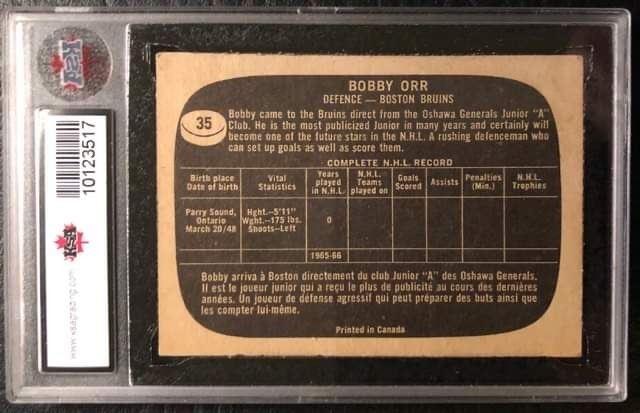 BOBBY ORR
DEFENCE — BOSTON BRUINS
35
Bobby came to the Bruins direct from the Oshawa Generals Junior "A"
Club. He is the most publicized Junior in many years and certainly will
become one of the future stars in the N.H.L. A rushing defenceman who
can set up goals as well as score them.
COMPLETE N.H.L. RECORD
Birth place Date of birth
Vital Statistics
Years played in N.H.L.
N.H.L. Teams played on
Goals Scored
Assists
Penalties (Min.)
N.H.L. Trophies
Parry Sound, Hght.—5'11"
Ontario Wght.—175 lbs. 0
March 20/48 Shoots—Left
1965-66
Bobby arriva à Boston directement du club Junior "A" des Oshawa Generals.
Il est le joueur junior qui a reçu le plus de publicité au cours des dernières
années. Un joueur de défense agressif qui peut préparer des buts ainsi que
les compter lui-même.
Printed in Canada
KSA
10123517
KSA
www.ksagrading.com